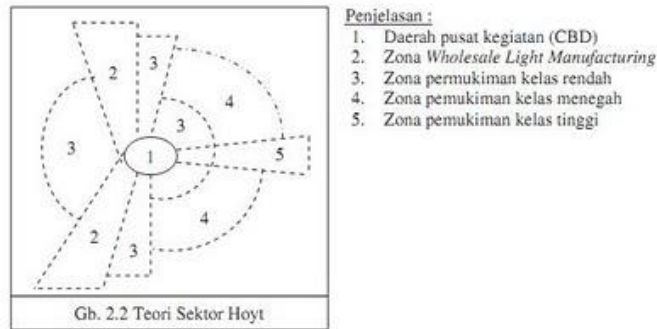 2
3
4
3
3
1
5
4
2
3
Gb. 2.2 Teori Sektor Hoyt
Penjelasan :
1. Daerah pusat kegiatan (CBD)
2. Zona Wholesale Light Manufacturing
3. Zona permukiman kelas rendah
4. Zona pemukiman kelas menegah
5. Zona pemukiman kelas tinggi